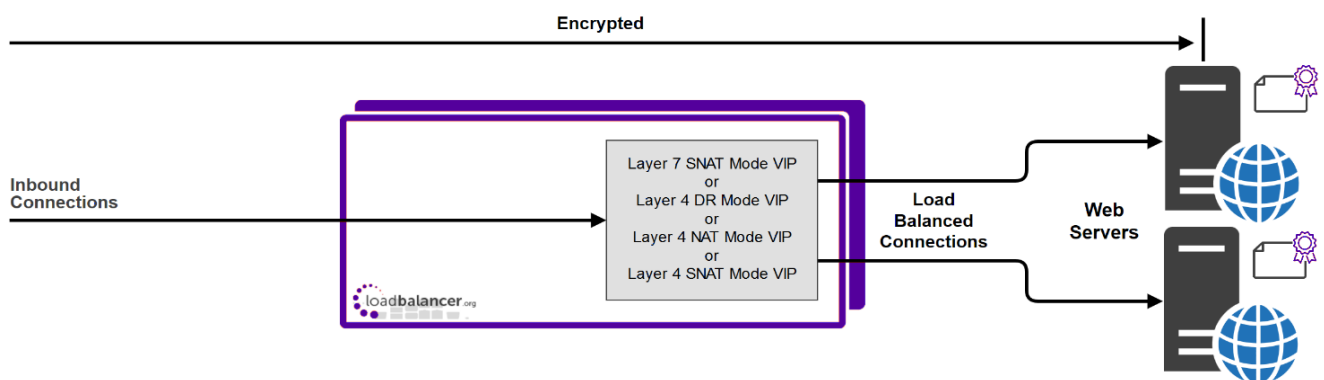 Encrypted
Inbound
Connections
Layer 7 SNAT Mode VIP
or
Layer 4 DR Mode VIP
or
Layer 4 NAT Mode VIP
or
Layer 4 SNAT Mode VIP
Load
Balanced
Connections
Web
Servers
loadbalancer.org